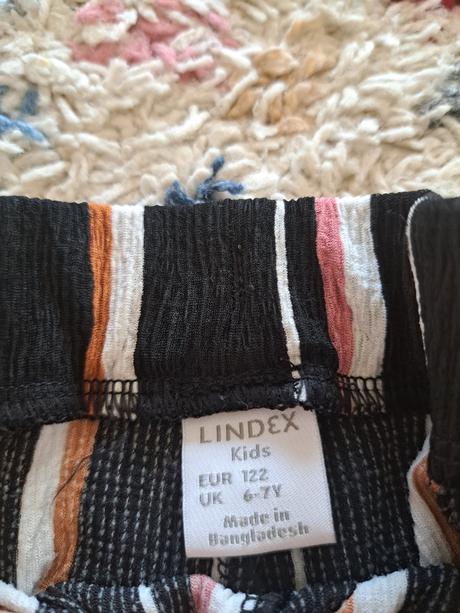 LINDEX
Kids
EUR 122
UK 6-7Y
Made in
Bangladesh